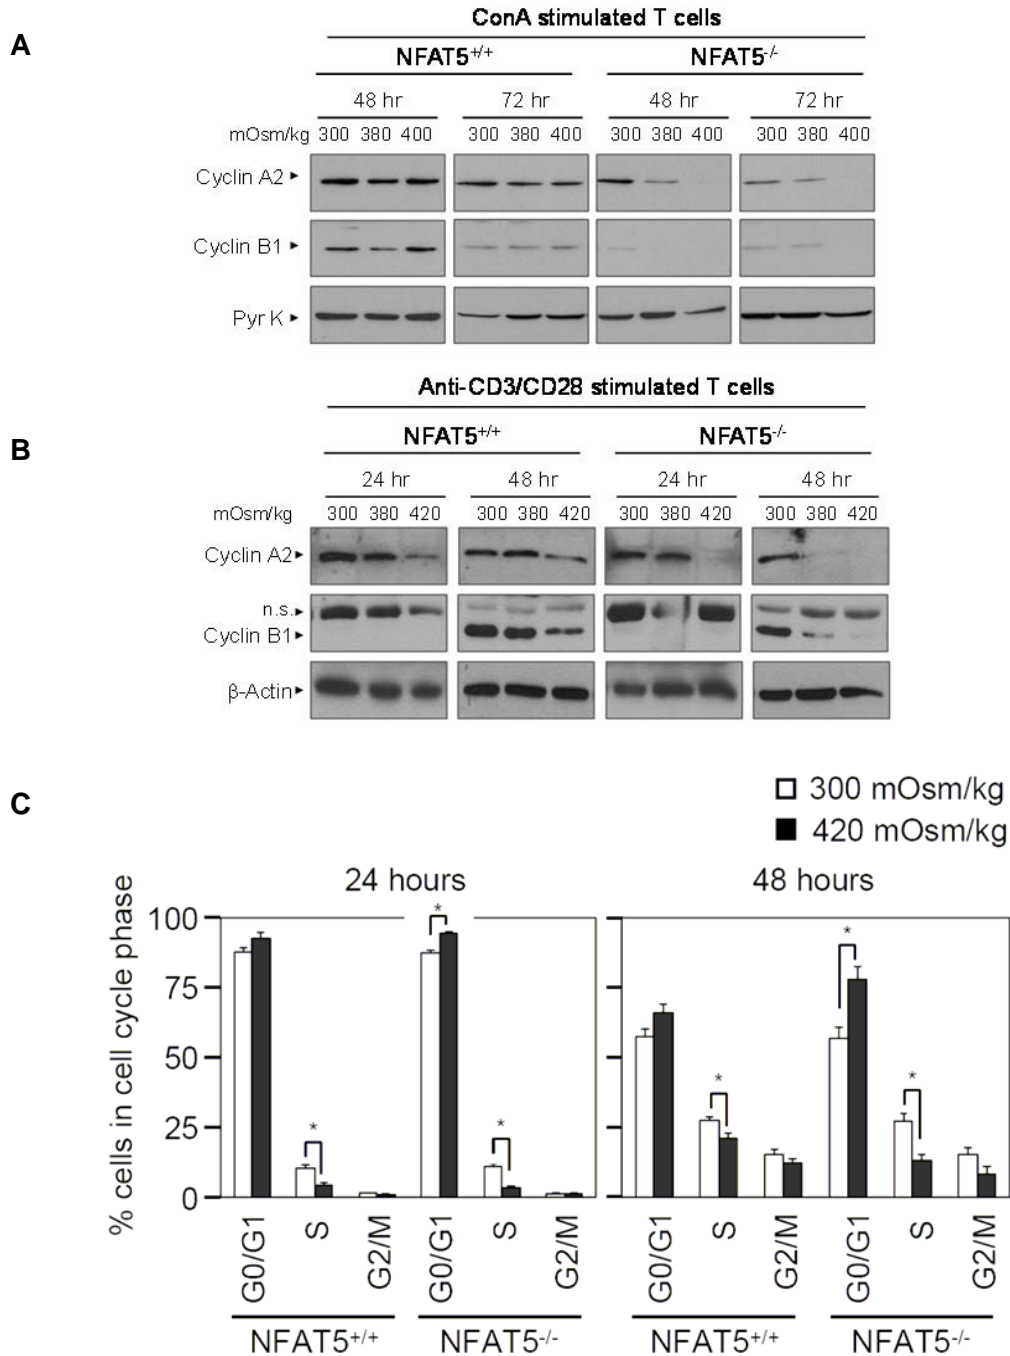 A
ConA stimulated T cells
NFAT5+/+ NFAT5-/-
48 hr 72 hr 48 hr 72 hr
mOsm/kg 300 380 400 300 380 400 300 380 400 300 380 400
Cyclin A2
Cyclin B1
Pyr K
B
Anti-CD3/CD28 stimulated T cells
NFAT5+/+ NFAT5-/-
24 hr 48 hr 24 hr 48 hr
mOsm/kg 300 380 420 300 380 420 300 380 420 300 380 420
Cyclin A2
n.s.
Cyclin B1
β-Actin
C
300 mOsm/kg
420 mOsm/kg
24 hours 48 hours
% cells in cell cycle phase
100
75
50
25
0
* * * * * *
G0/G1 S G2/M G0/G1 S G2/M G0/G1 S G2/M G0/G1 S G2/M
NFAT5+/+ NFAT5-/- NFAT5+/+ NFAT5-/-